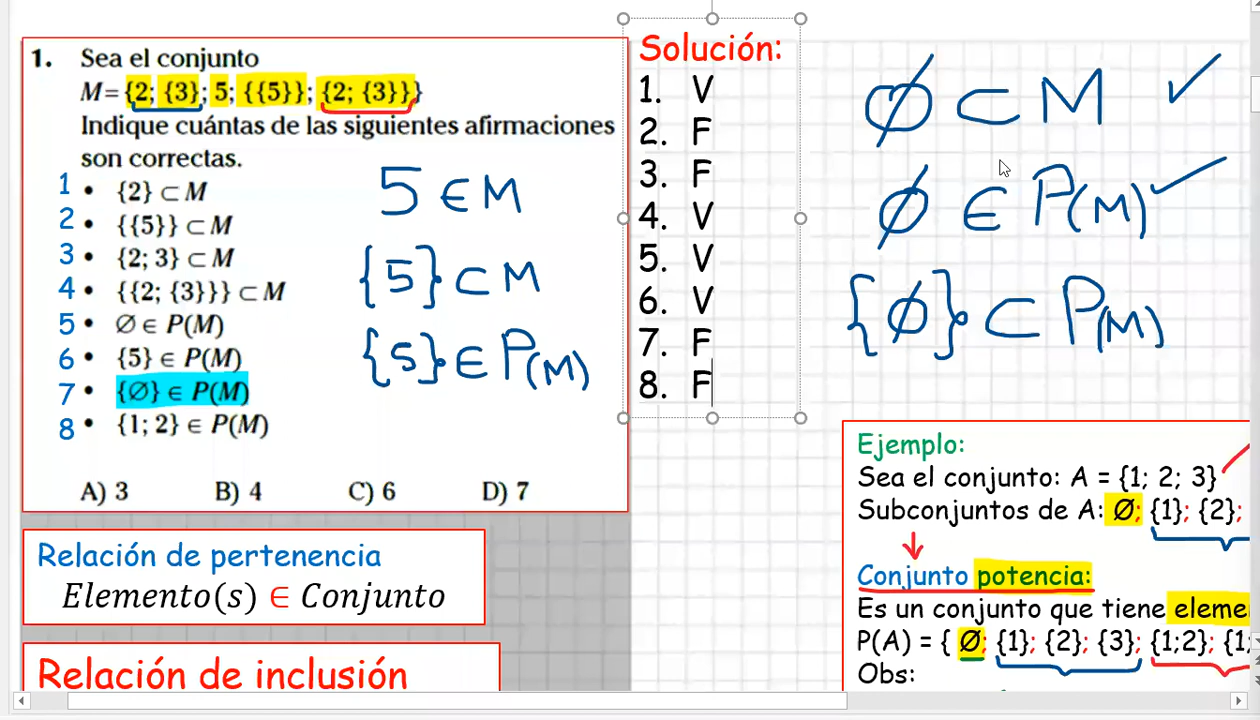 1. Sea el conjunto
M= {2; {3}; 5; {{5}}; {2; {3}}}
Indique cuántas de las siguientes afirmaciones
son correctas.
1 • {2} ⊂ M
2 • {{5}} ⊂ M
3 • {2; 3} ⊂ M
4 • {{2; {3}}} ⊂ M
5 • ∅ ∈ P(M)
6 • {5} ∈ P(M)
7 • {∅} ∈ P(M)
8 • {1; 2} ∈ P(M)
A) 3 B) 4 C) 6 D) 7
5 ∈ M
{5} ⊂ M
{5} ∈ P(M)
Relación de pertenencia
Elemento(s) ∈ Conjunto
Relación de inclusión
Solución:
1. V
2. F
3. F
4. V
5. V
6. V
7. F
8. F
∅ ⊂ M ✓
∅ ∈ P(M) ✓
{∅} ⊂ P(M)
Ejemplo:
Sea el conjunto: A = {1; 2; 3}
Subconjuntos de A: ∅; {1}; {2};
Conjunto potencia:
Es un conjunto que tiene eleme
P(A) = { ∅; {1}; {2}; {3}; {1;2}; {1;
Obs: